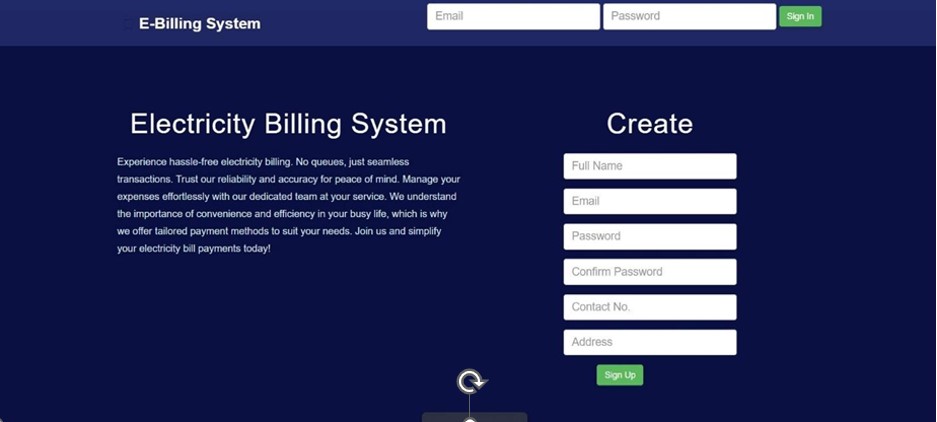 E-Billing System
Email
Password
Sign In
Electricity Billing System
Experience hassle-free electricity billing. No queues, just seamless
transactions. Trust our reliability and accuracy for peace of mind. Manage your
expenses effortlessly with our dedicated team at your service. We understand
the importance of convenience and efficiency in your busy life, which is why
we offer tailored payment methods to suit your needs. Join us and simplify
your electricity bill payments today!
Create
Full Name
Email
Password
Confirm Password
Contact No.
Address
Sign Up